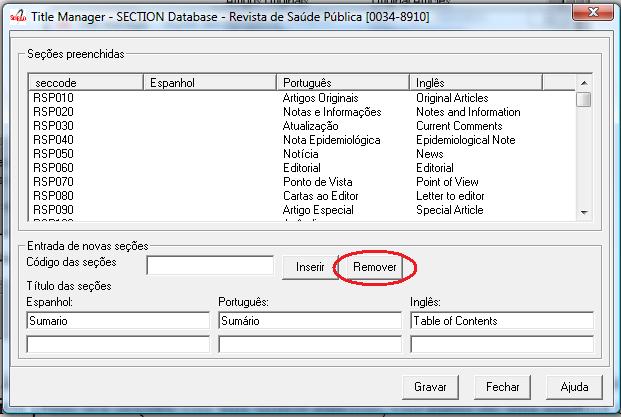 Title Manager - SECTION Database - Revista de Saúde Pública [0034-8910]
Seções preenchidas
seccode Espanhol Português Inglês
RSP010 Artigos Originais Original Articles
RSP020 Notas e Informações Notes and Information
RSP030 Atualização Current Comments
RSP040 Nota Epidemiológica Epidemiological Note
RSP050 Notícia News
RSP060 Editorial Editorial
RSP070 Ponto de Vista Point of View
RSP080 Cartas ao Editor Letter to editor
RSP090 Artigo Especial Special Article
Entrada de novas seções
Código das seções Inserir Remover
Título das seções
Espanhol: Português: Inglês:
Sumario Sumário Table of Contents
Gravar Fechar Ajuda